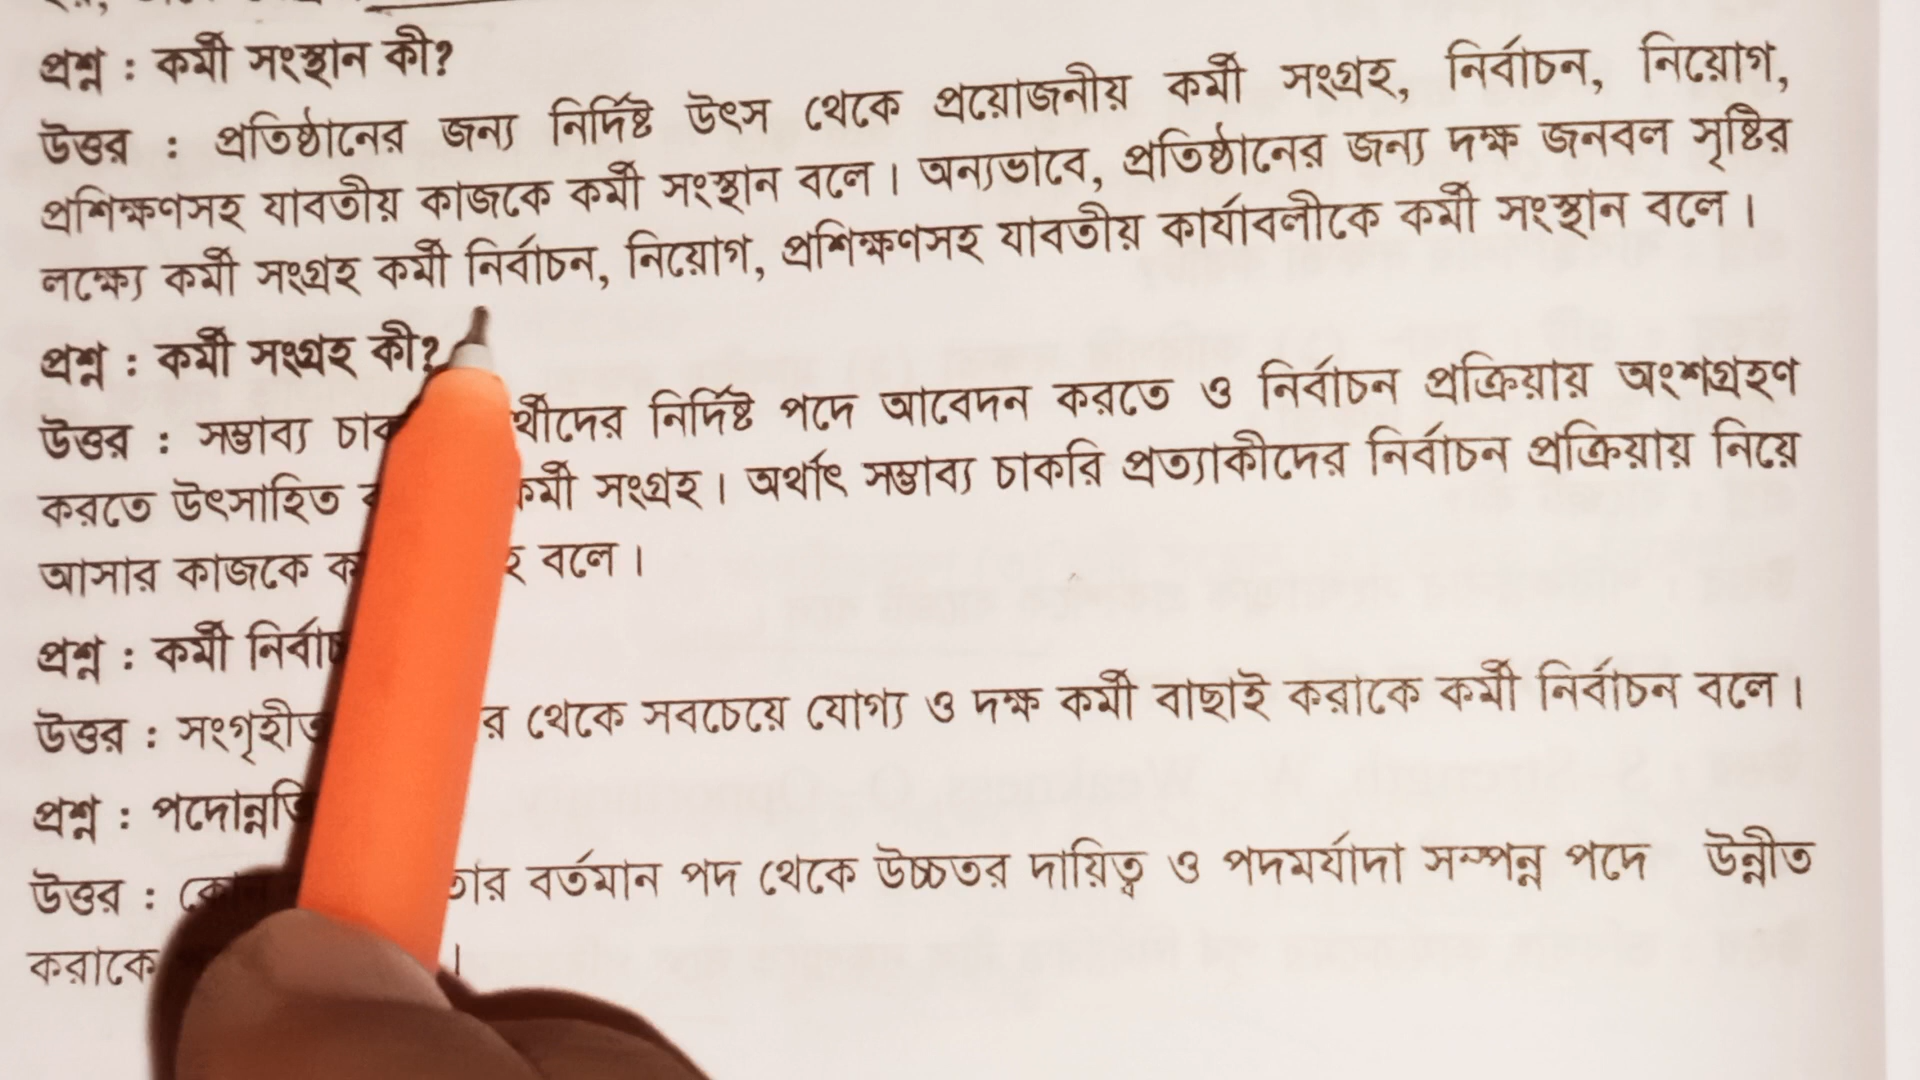 প্রশ্ন : কর্মী সংস্থান কী?
উত্তর : প্রতিষ্ঠানের জন্য নির্দিষ্ট উৎস থেকে প্রয়োজনীয় কর্মী সংগ্রহ, নির্বাচন, নিয়োগ,
প্রশিক্ষণসহ যাবতীয় কাজকে কর্মী সংস্থান বলে। অন্যভাবে, প্রতিষ্ঠানের জন্য দক্ষ জনবল সৃষ্টির
লক্ষ্যে কর্মী সংগ্রহ কর্মী নির্বাচন, নিয়োগ, প্রশিক্ষণসহ যাবতীয় কার্যাবলীকে কর্মী সংস্থান বলে।
প্রশ্ন : কর্মী সংগ্রহ কী?
উত্তর : সম্ভাব্য নির্দিষ্ট পদে আবেদন করতে ও নির্বাচন প্রক্রিয়ায় অংশগ্রহণ
করতে উৎসাহিত কর্মী সংগ্রহ। অর্থাৎ সম্ভাব্য চাকরি প্রত্যাকীদের নির্বাচন প্রক্রিয়ায় নিয়ে
আসার কাজকে বলে।
প্রশ্ন : কর্মী
উত্তর : থেকে সবচেয়ে যোগ্য ও দক্ষ কর্মী বাছাই করাকে কর্মী নির্বাচন বলে।
প্রশ্ন :
উত্তর : তার বর্তমান পদ থেকে উচ্চতর দায়িত্ব ও পদমর্যাদা সম্পন্ন পদে উন্নীত
করাকে